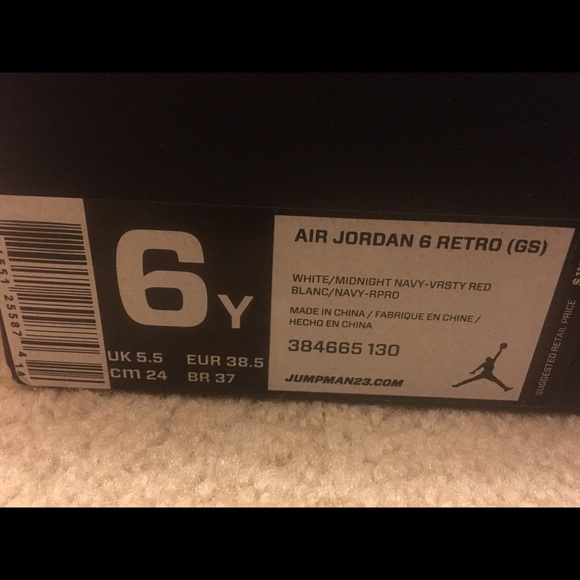 6Y
UK 5.5 EUR 38.5
cm 24 BR 37
AIR JORDAN 6 RETRO (GS)
WHITE/MIDNIGHT NAVY-VRSTY RED
BLANC/NAVY-RPRO
MADE IN CHINA / FABRIQUE EN CHINE /
HECHO EN CHINA
384665 130
JUMPMAN23.COM
SUGGESTED RETAIL PRICE